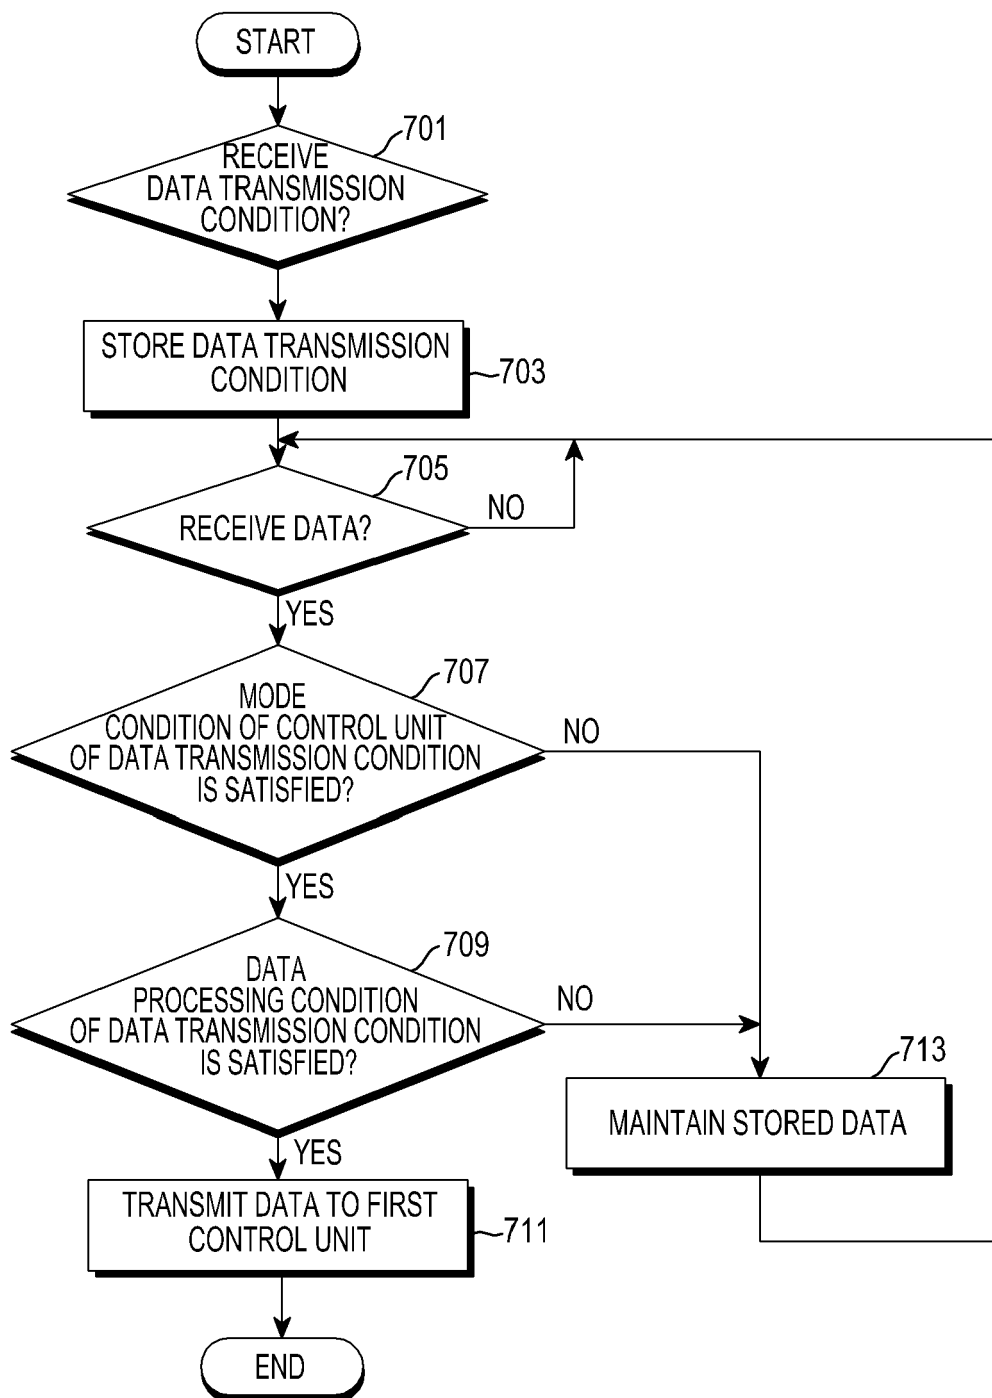 START
701
RECEIVE
DATA TRANSMISSION
CONDITION?
STORE DATA TRANSMISSION
CONDITION
703
705
RECEIVE DATA?
NO
YES
707
MODE
CONDITION OF CONTROL UNIT
OF DATA TRANSMISSION CONDITION
IS SATISFIED?
NO
YES
709
DATA
PROCESSING CONDITION
OF DATA TRANSMISSION CONDITION
IS SATISFIED?
NO
YES
713
MAINTAIN STORED DATA
TRANSMIT DATA TO FIRST
CONTROL UNIT
711
END